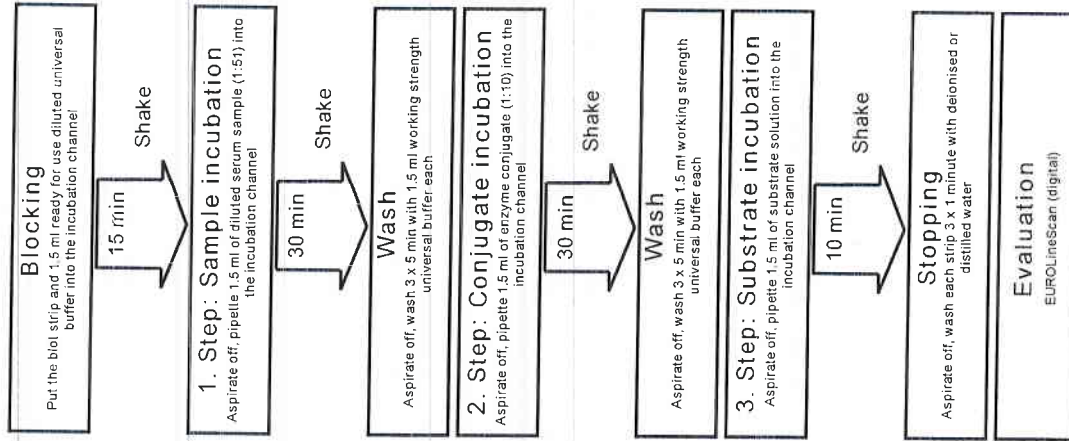 Blocking
Put the blot strip and 1.5 ml ready for use diluted universal
buffer into the incubation channel
15 min
Shake
1. Step: Sample incubation
Aspirate off, pipette 1.5 ml of diluted serum sample (1:51) into
the incubation channel
30 min
Shake
Wash
Aspirate off, wash 3 x 5 min with 1.5 ml working strength
universal buffer each
2. Step: Conjugate incubation
Aspirate off, pipette 1.5 ml of enzyme conjugate (1:10) into the
incubation channel
30 min
Shake
Wash
Aspirate off, wash 3 x 5 min with 1.5 ml working strength
universal buffer each
3. Step: Substrate incubation
Aspirate off, pipette 1.5 ml of substrate solution into the
incubation channel
10 min
Shake
Stopping
Aspirate off, wash each strip 3 x 1 minute with deionised or
distilled water
Evaluation
EUROLineScan (digital)